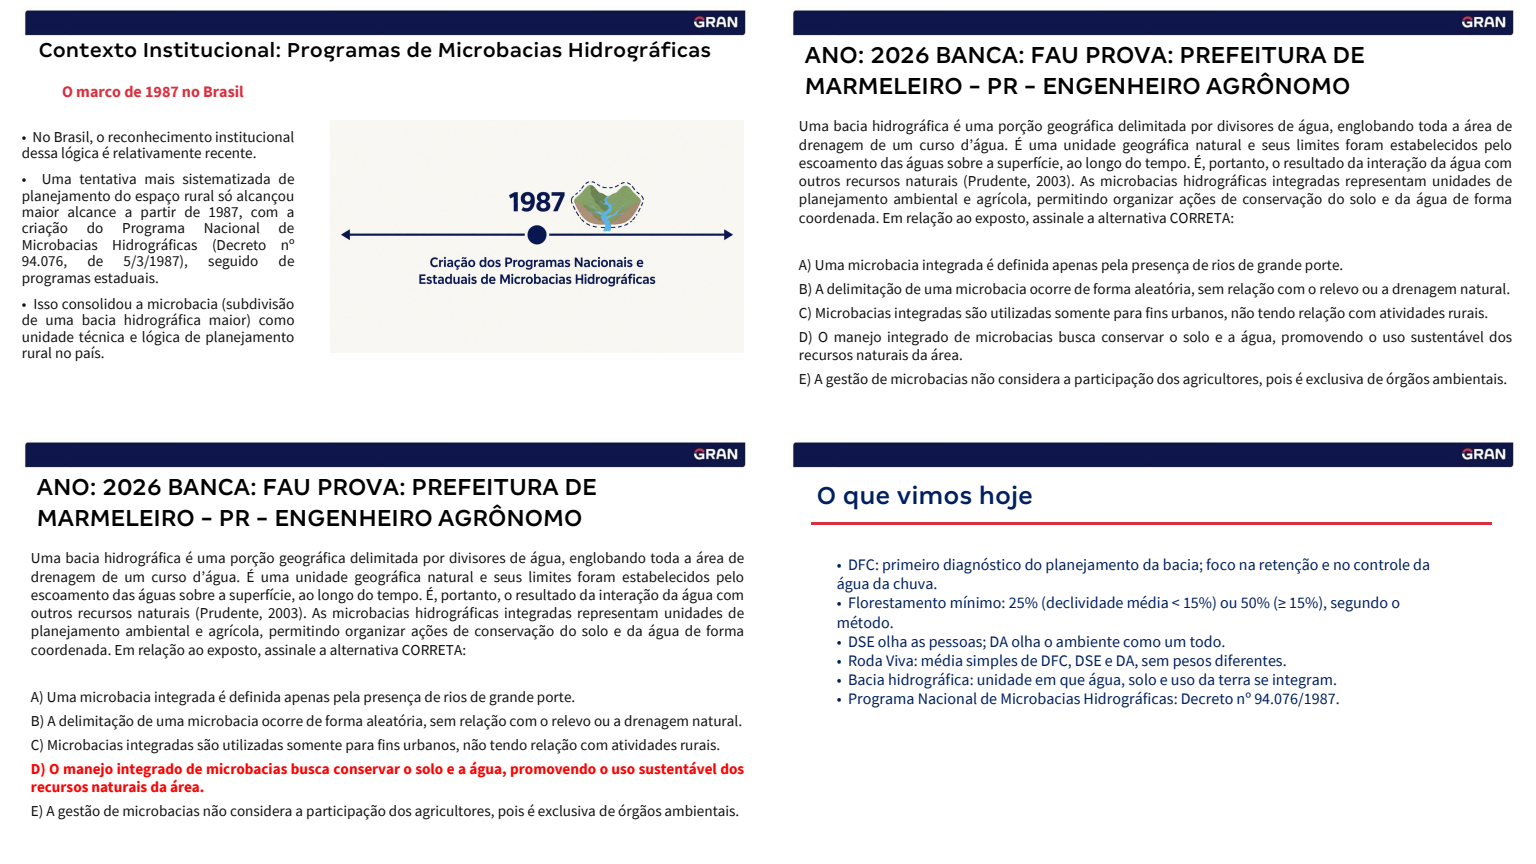 GRAN
Contexto Institucional: Programas de Microbacias Hidrográficas
O marco de 1987 no Brasil
• No Brasil, o reconhecimento institucional
dessa lógica é relativamente recente.
• Uma tentativa mais sistematizada de
planejamento do espaço rural só alcançou
maior alcance a partir de 1987, com a
criação do Programa Nacional de
Microbacias Hidrográficas (Decreto nº
94.076, de 5/3/1987), seguido de
programas estaduais.
• Isso consolidou a microbacia (subdivisão
de uma bacia hidrográfica maior) como
unidade técnica e lógica de planejamento
rural no país.
1987
Criação dos Programas Nacionais e
Estaduais de Microbacias Hidrográficas
GRAN
ANO: 2026 BANCA: FAU PROVA: PREFEITURA DE
MARMELEIRO – PR – ENGENHEIRO AGRÔNOMO
Uma bacia hidrográfica é uma porção geográfica delimitada por divisores de água, englobando toda a área de
drenagem de um curso d’água. É uma unidade geográfica natural e seus limites foram estabelecidos pelo
escoamento das águas sobre a superfície, ao longo do tempo. É, portanto, o resultado da interação da água com
outros recursos naturais (Prudente, 2003). As microbacias hidrográficas integradas representam unidades de
planejamento ambiental e agrícola, permitindo organizar ações de conservação do solo e da água de forma
coordenada. Em relação ao exposto, assinale a alternativa CORRETA:
A) Uma microbacia integrada é definida apenas pela presença de rios de grande porte.
B) A delimitação de uma microbacia ocorre de forma aleatória, sem relação com o relevo ou a drenagem natural.
C) Microbacias integradas são utilizadas somente para fins urbanos, não tendo relação com atividades rurais.
D) O manejo integrado de microbacias busca conservar o solo e a água, promovendo o uso sustentável dos
recursos naturais da área.
E) A gestão de microbacias não considera a participação dos agricultores, pois é exclusiva de órgãos ambientais.
GRAN
ANO: 2026 BANCA: FAU PROVA: PREFEITURA DE
MARMELEIRO – PR – ENGENHEIRO AGRÔNOMO
Uma bacia hidrográfica é uma porção geográfica delimitada por divisores de água, englobando toda a área de
drenagem de um curso d’água. É uma unidade geográfica natural e seus limites foram estabelecidos pelo
escoamento das águas sobre a superfície, ao longo do tempo. É, portanto, o resultado da interação da água com
outros recursos naturais (Prudente, 2003). As microbacias hidrográficas integradas representam unidades de
planejamento ambiental e agrícola, permitindo organizar ações de conservação do solo e da água de forma
coordenada. Em relação ao exposto, assinale a alternativa CORRETA:
A) Uma microbacia integrada é definida apenas pela presença de rios de grande porte.
B) A delimitação de uma microbacia ocorre de forma aleatória, sem relação com o relevo ou a drenagem natural.
C) Microbacias integradas são utilizadas somente para fins urbanos, não tendo relação com atividades rurais.
D) O manejo integrado de microbacias busca conservar o solo e a água, promovendo o uso sustentável dos
recursos naturais da área.
E) A gestão de microbacias não considera a participação dos agricultores, pois é exclusiva de órgãos ambientais.
GRAN
O que vimos hoje
• DFC: primeiro diagnóstico do planejamento da bacia; foco na retenção e no controle da
água da chuva.
• Florestamento mínimo: 25% (declividade média < 15%) ou 50% (≥ 15%), segundo o
método.
• DSE olha as pessoas; DA olha o ambiente como um todo.
• Roda Viva: média simples de DFC, DSE e DA, sem pesos diferentes.
• Bacia hidrográfica: unidade em que água, solo e uso da terra se integram.
• Programa Nacional de Microbacias Hidrográficas: Decreto nº 94.076/1987.